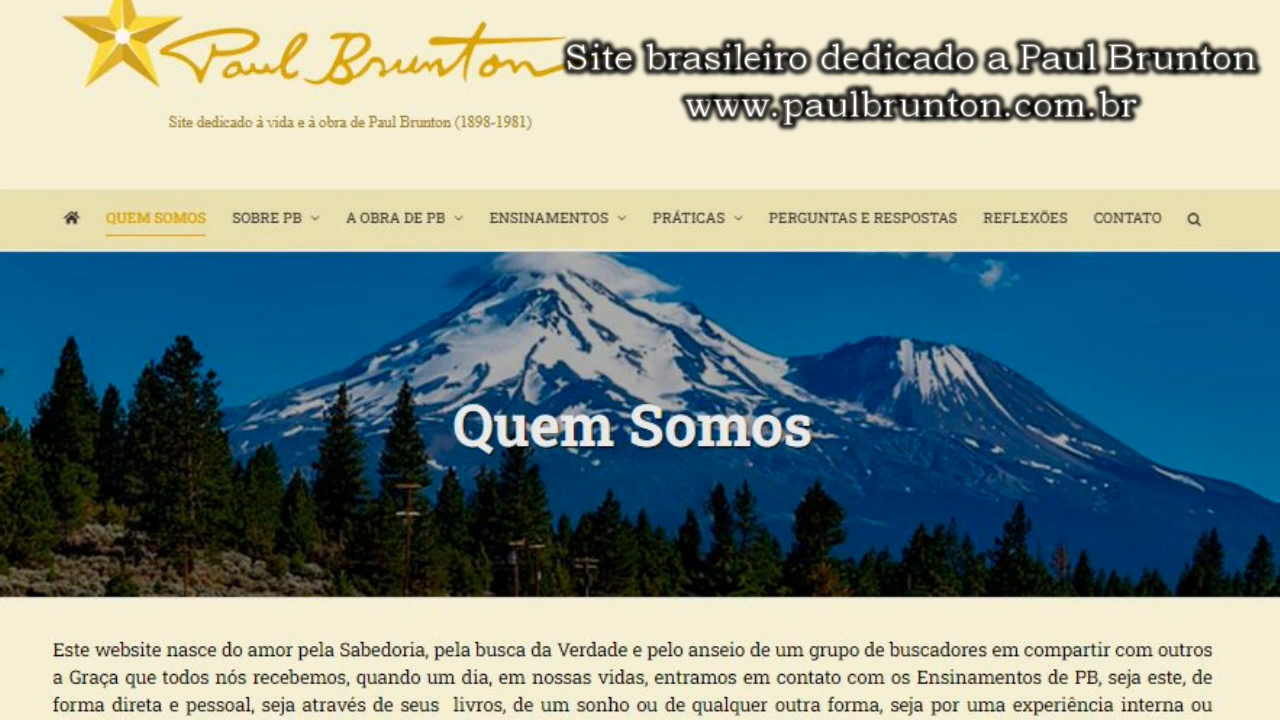 Paul Brunton
Site brasileiro dedicado a Paul Brunton
www.paulbrunton.com.br
Site dedicado à vida e à obra de Paul Brunton (1898-1981)
QUEM SOMOS SOBRE PB A OBRA DE PB ENSINAMENTOS PRÁTICAS PERGUNTAS E RESPOSTAS REFLEXÕES CONTATO
Quem Somos
Este website nasce do amor pela Sabedoria, pela busca da Verdade e pelo anseio de um grupo de buscadores em compartir com outros
a Graça que todos nós recebemos, quando um dia, em nossas vidas, entramos em contato com os Ensinamentos de PB, seja este, de
forma direta e pessoal, seja através de seus livros, de um sonho ou de qualquer outra forma, seja por uma experiência interna ou